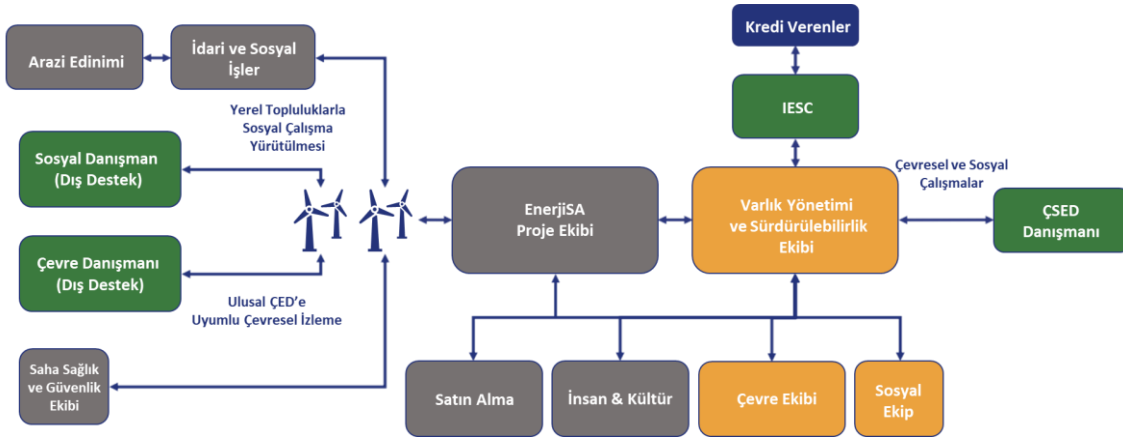 Kredi Verenler
Arazi Edinimi
İdari ve Sosyal
İşler
IESC
Yerel Topluluklarla
Sosyal Çalışma
Yürütülmesi
Sosyal Danışman
(Dış Destek)
EnerjiSA
Proje Ekibi
Varlık Yönetimi
ve Sürdürülebilirlik
Ekibi
Çevresel ve Sosyal
Çalışmalar
ÇSED
Danışmanı
Çevre Danışmanı
(Dış Destek)
Ulusal ÇED’e
Uyumlu Çevresel İzleme
Saha Sağlık
ve Güvenlik
Ekibi
Satın Alma
İnsan & Kültür
Çevre Ekibi
Sosyal
Ekip